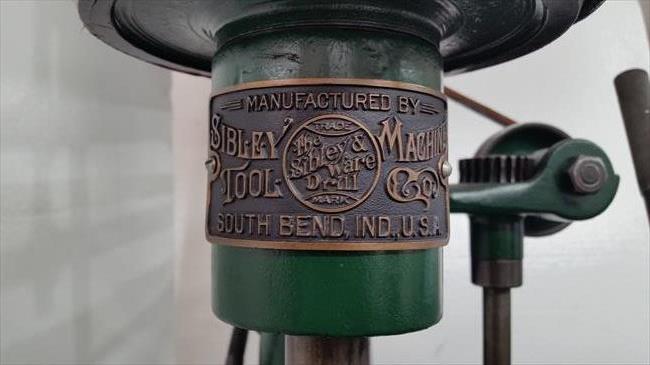 MANUFACTURED BY
SIBLEY MACHINE
TOOL CO.
TRADE
The
Sibley &
Ware
Drill
MARK
SOUTH BEND, IND., U.S.A.